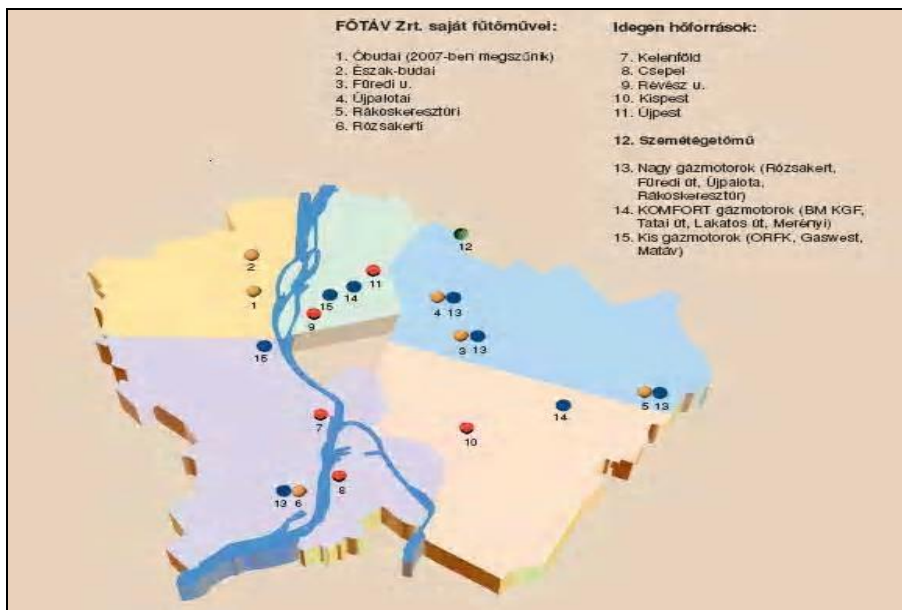 FŐTÁV Zrt. saját fűtőművei:
1. Óbudai (2007-ben megszűnik)
2. Észak-budai
3. Füredi u.
4. Újpalotai
5. Rákoskeresztúri
6. Rózsakerti
Idegen hőforrások:
7. Kelenföld
8. Csepel
9. Révész u.
10. Kispest
11. Újpest
12. Szemétégetőmű
13. Nagy gázmotorok (Rózsakert,
Füredi út, Újpalota,
Rákoskeresztúr)
14. KOMFORT gázmotorok (BM KGF,
Tatai út, Lakatos út, Merényi)
15. Kis gázmotorok (ORFK, Gaswest,
Matáv)
12
2
11
14
15
1
4 13
9
3 13
15
5 13
14
7
10
8
13 6